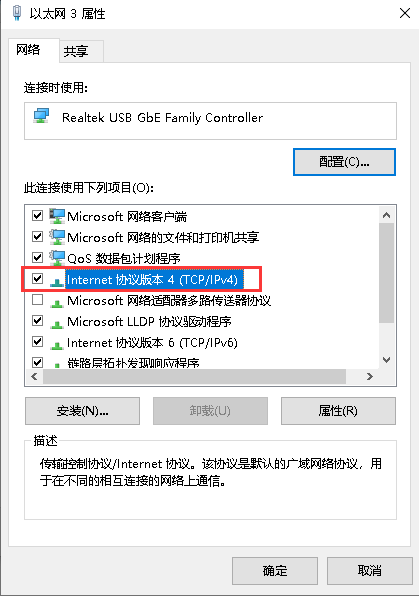 以太网 3 属性
网络
共享
连接时使用:
Realtek USB GbE Family Controller
配置(C)...
此连接使用下列项目(O):
Microsoft 网络客户端
Microsoft 网络的文件和打印机共享
QoS 数据包计划程序
Internet 协议版本 4 (TCP/IPv4)
Microsoft 网络适配器多路传送器协议
Microsoft LLDP 协议驱动程序
Internet 协议版本 6 (TCP/IPv6)
链路层拓扑发现响应程序
安装(N)...
卸载(U)
属性(R)
描述
传输控制协议/Internet 协议。该协议是默认的广域网络协议，用
于在不同的相互连接的网络上通信。
确定
取消